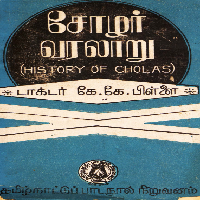 சோழர்
வரலாறு
(HISTORY OF CHOLAS)
டாக்டர் கே.கே.பிள்ளை
தமிழ்நாட்டுப் பாடநூல் நிறுவனம்